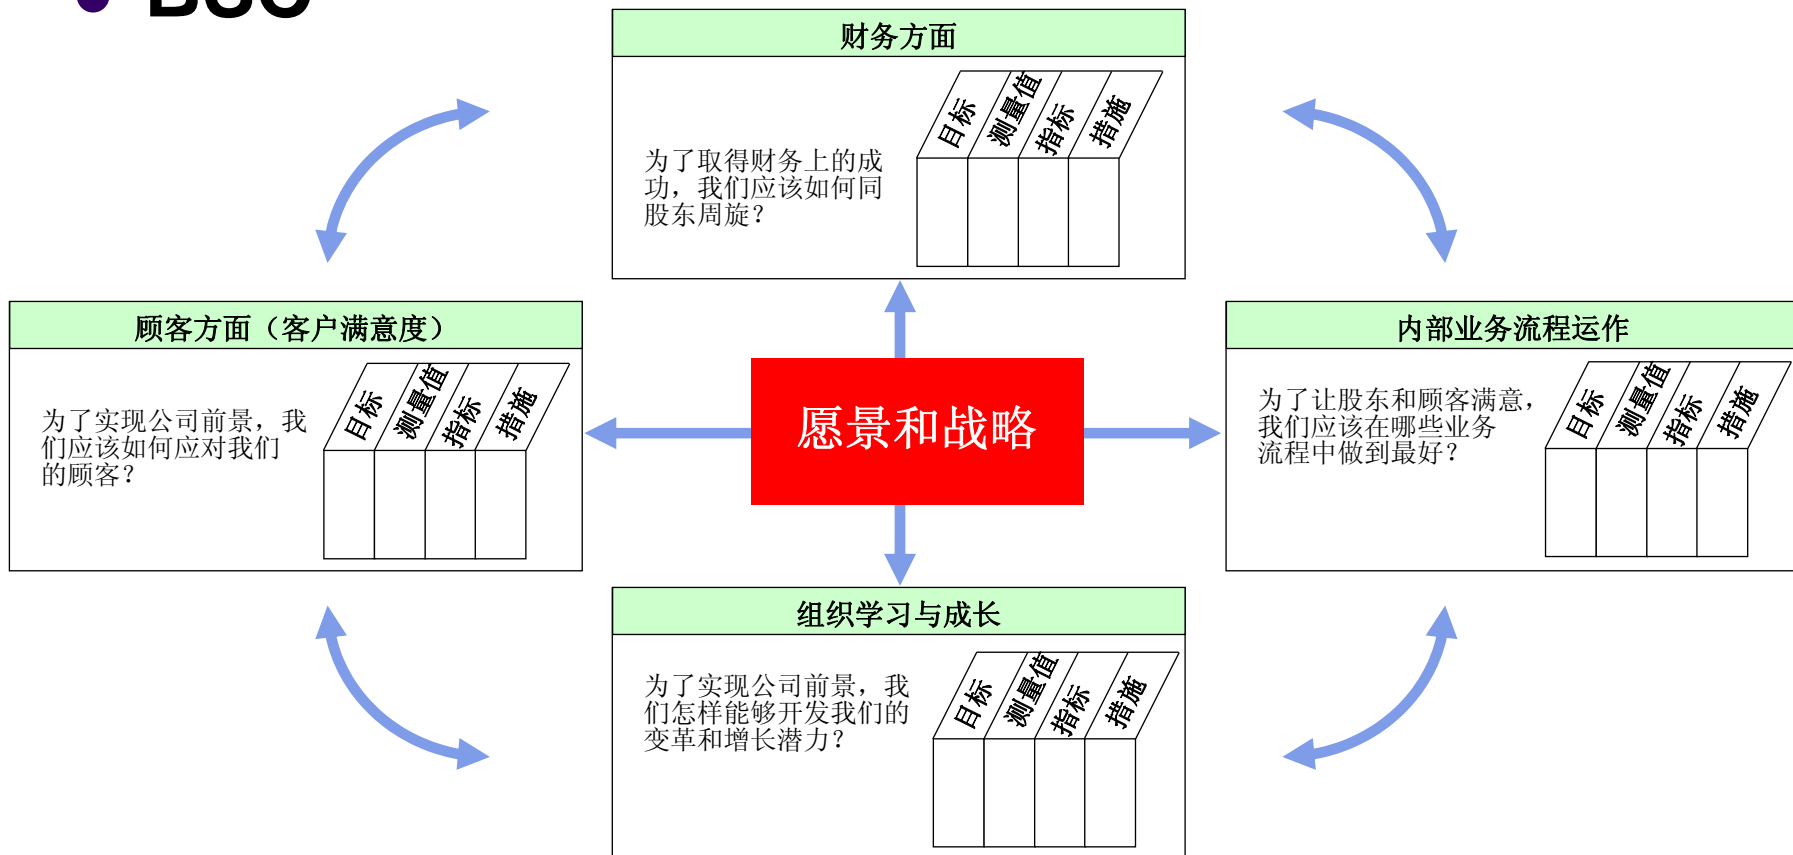 BSC
财务方面
目标 测量值 指标 措施
为了取得财务上的成
功，我们应该如何同
股东周旋？
顾客方面（客户满意度）
目标 测量值 指标 措施
为了实现公司前景，我
们应该如何应对我们
的顾客？
愿景和战略
内部业务流程运作
目标 测量值 指标 措施
为了让股东和顾客满意，
我们应该在哪些业务
流程中做到最好？
组织学习与成长
目标 测量值 指标 措施
为了实现公司前景，我
们怎样能够开发我们的
变革和增长潜力？